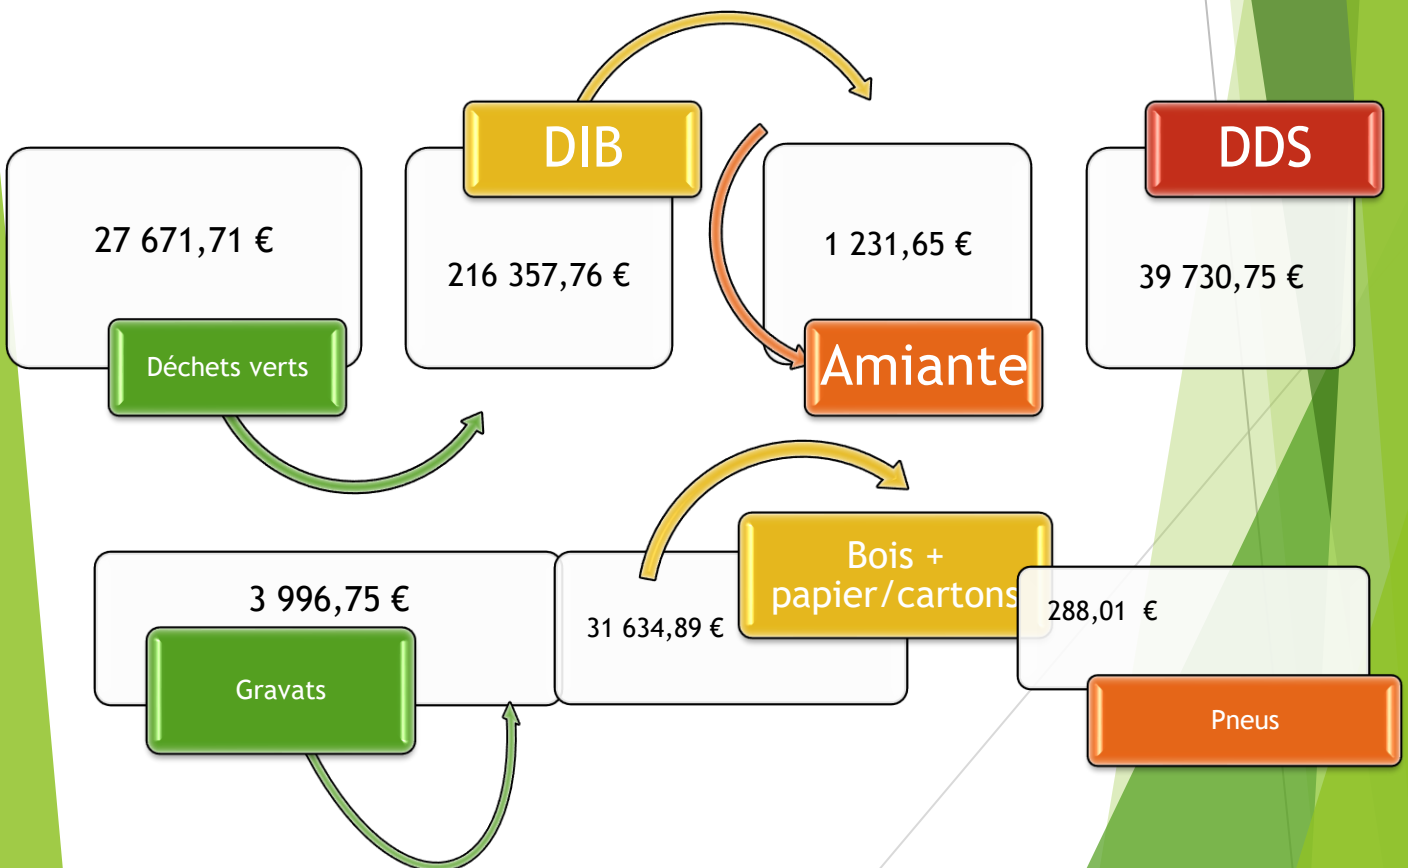 27 671,71 €
Déchets verts
DIB
216 357,76 €
1 231,65 €
Amiante
DDS
39 730,75 €
3 996,75 €
Gravats
31 634,89 €
Bois +
papier/cartons
288,01 €
Pneus